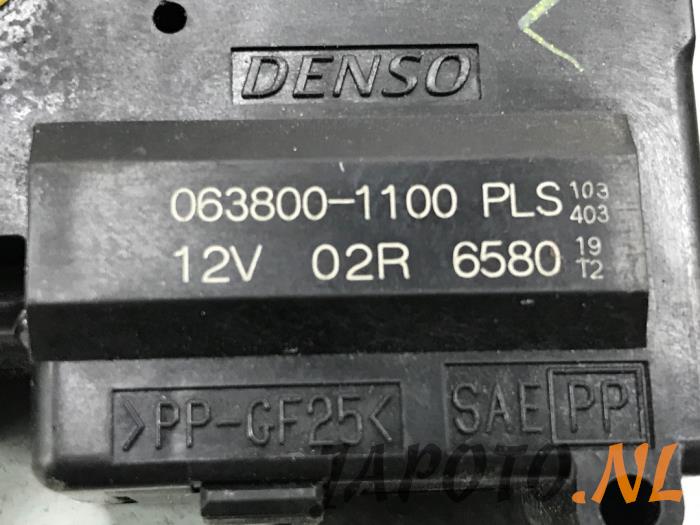 DENSO
063800-1100 PLS 103 403
12V 02R 6580 19 T2
>PP-GF25< SAE PP
JAPOTO.NL